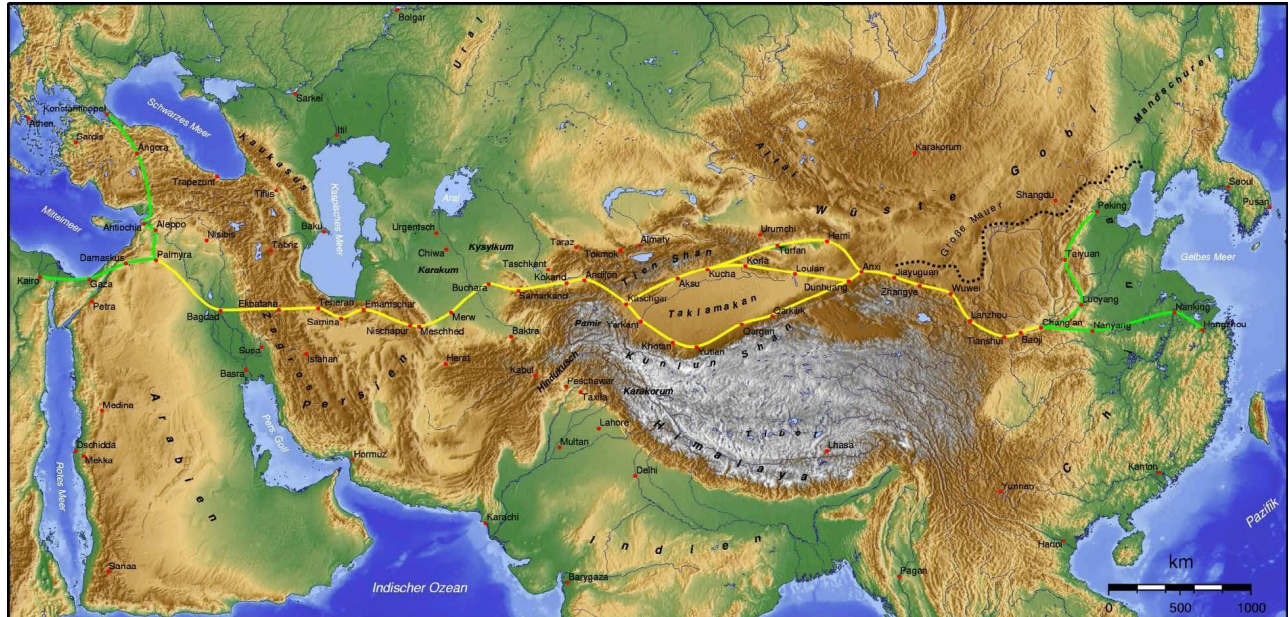 Bolgar
Ural
Sarkel
Itil
Konstantinopel
Athen
Sardis
Angora
Schwarzes Meer
Kaukasus
Trapezunt
Tiflis
Baku
Täbriz
Kaspisches Meer
Aral
Mittelmeer
Antiochia
Aleppo
Nisibis
Palmyra
Damaskus
Kairo
Gaza
Petra
Bagdad
Ekbatana
Teheran
Samina
Emamschar
Nischapur
Meschhed
Merw
Buchara
Samarkand
Urgentsch
Chiwa
Kysylkum
Karakum
Taschkent
Kokand
Andijon
Taraz
Tokmok
Almaty
Tien Shan
Urumchi
Turfan
Hami
Korla
Kucha
Aksu
Loulan
Kaschgar
Taklamakan
Dunhuang
Anxi
Jiayuguan
Zhangye
Wuwei
Lanzhou
Tianshui
Baoji
Chang'an
Yarkant
Khotan
Yutian
Qargan
Qarkilik
Kunlun Shan
Pamir
Baktra
Herat
Kabul
Hindukusch
Peschawar
Taxila
Karakorum
Lahore
Multan
Delhi
Himalaya
Tibet
Lhasa
Altai
Karakorum
Wüste Gobi
Mandschurei
Shangdu
Große Mauer
Peking
Taiyuan
Luoyang
Nanyang
Nanking
Hongzhou
Seoul
Pusan
Gelbes Meer
China
Kanton
Yunnan
Hanoi
Pagan
Pazifik
Susa
Isfahan
Basra
Zagros
Persien
Pers. Golf
Hormuz
Arabien
Medina
Dschidda
Mekka
Rotes Meer
Sanaa
Karachi
Indien
Barygaza
Indischer Ozean
km
0 500 1000